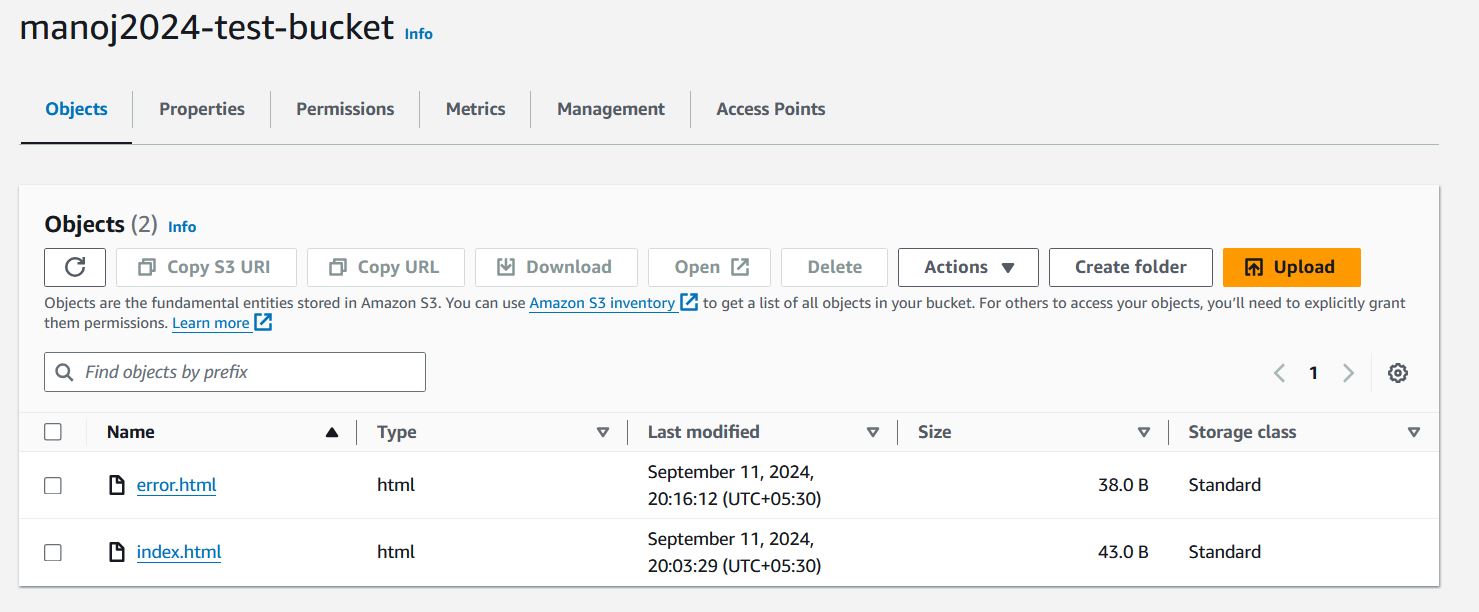 manoj2024-test-bucket Info
Objects Properties Permissions Metrics Management Access Points
Objects (2) Info
Copy S3 URI Copy URL Download Open Delete Actions Create folder Upload
Objects are the fundamental entities stored in Amazon S3. You can use Amazon S3 inventory to get a list of all objects in your bucket. For others to access your objects, you’ll need to explicitly grant
them permissions. Learn more
Find objects by prefix
1
Name Type Last modified Size Storage class
error.html html September 11, 2024, 38.0 B Standard
20:16:12 (UTC+05:30)
index.html html September 11, 2024, 43.0 B Standard
20:03:29 (UTC+05:30)